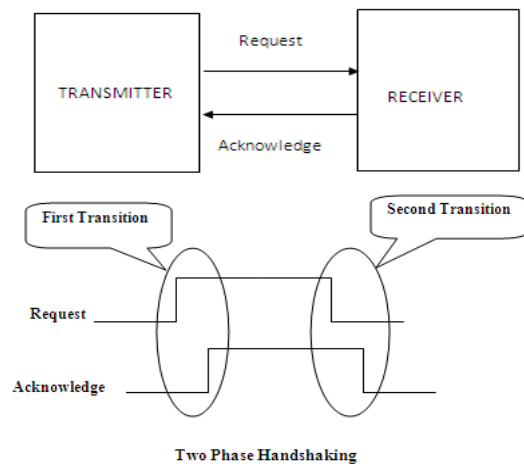 Request
TRANSMITTER
RECEIVER
Acknowledge
First Transition
Second Transition
Request
Acknowledge
Two Phase Handshaking